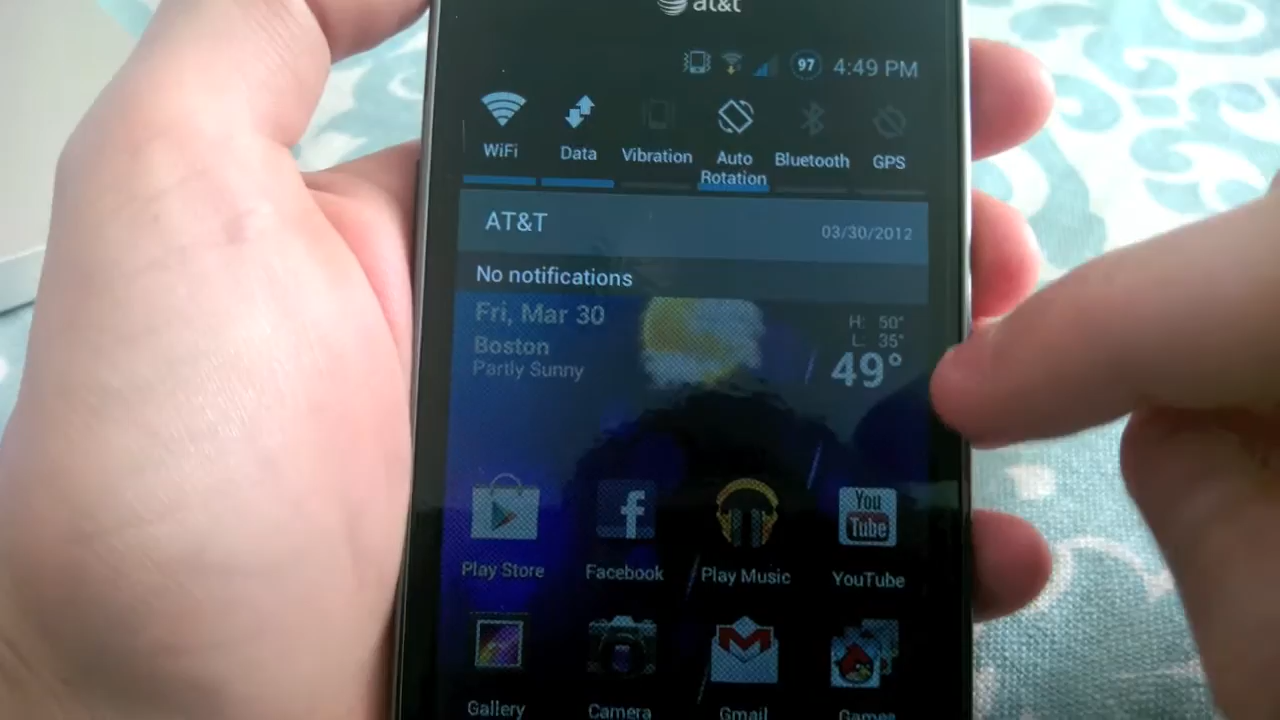 at&t
97 4:49 PM
WiFi Data Vibration Auto Rotation Bluetooth GPS
AT&T 03/30/2012
No notifications
Fri, Mar 30 H: 50°
Boston L: 35°
Partly Sunny 49°
You
Tube
Play Store Facebook Play Music YouTube
Gallery Camera Gmail Games